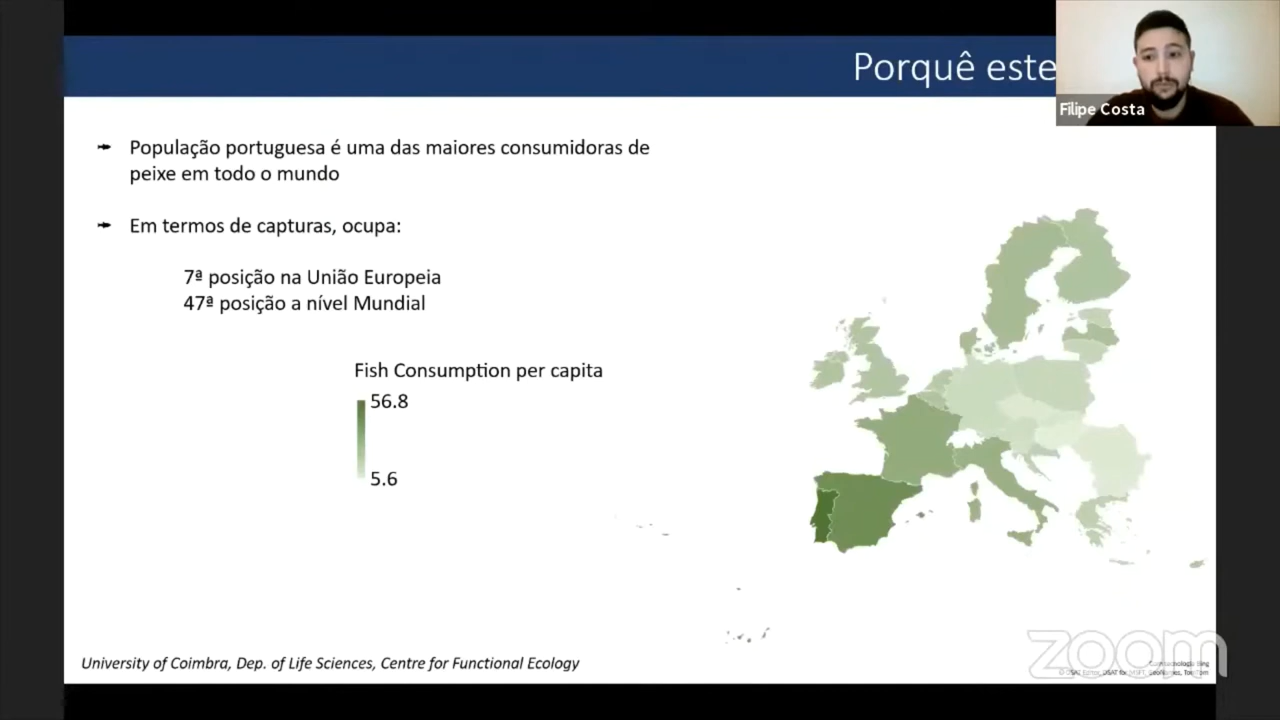 Porquê este
Filipe Costa
População portuguesa é uma das maiores consumidoras de
peixe em todo o mundo
Em termos de capturas, ocupa:
7ª posição na União Europeia
47ª posição a nível Mundial
Fish Consumption per capita
56.8
5.6
University of Coimbra, Dep. of Life Sciences, Centre for Functional Ecology
zoom